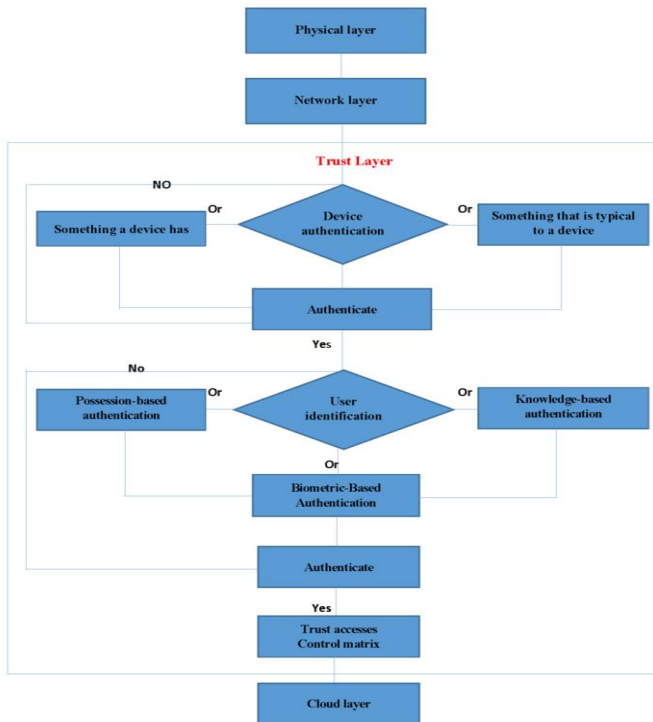 Physical layer
Network layer
Trust Layer
NO
Or
Device
authentication
Or
Something a device has
Something that is typical
to a device
Authenticate
Yes
No
Possession-based
authentication
Or
User
identification
Or
Knowledge-based
authentication
Or
Biometric-Based
Authentication
Authenticate
Yes
Trust accesses
Control matrix
Cloud layer